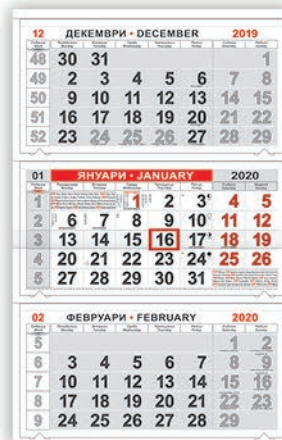 12 ДЕКЕМВРИ • DECEMBER 2019
48 30 31 1
49 2 3 4 5 6 7 8
50 9 10 11 12 13 14 15
51 16 17 18 19 20 21 22
52 23 24 25 26 27 28 29
01 ЯНУАРИ • JANUARY 2020
1 1 2 3 4 5
2 6 7 8 9 10 11 12
3 13 14 15 16 17 18 19
4 20 21 22 23 24 25 26
5 27 28 29 30 31
02 ФЕВРУАРИ • FEBRUARY 2020
5 1 2
6 3 4 5 6 7 8 9
7 10 11 12 13 14 15 16
8 17 18 19 20 21 22 23
9 24 25 26 27 28 29